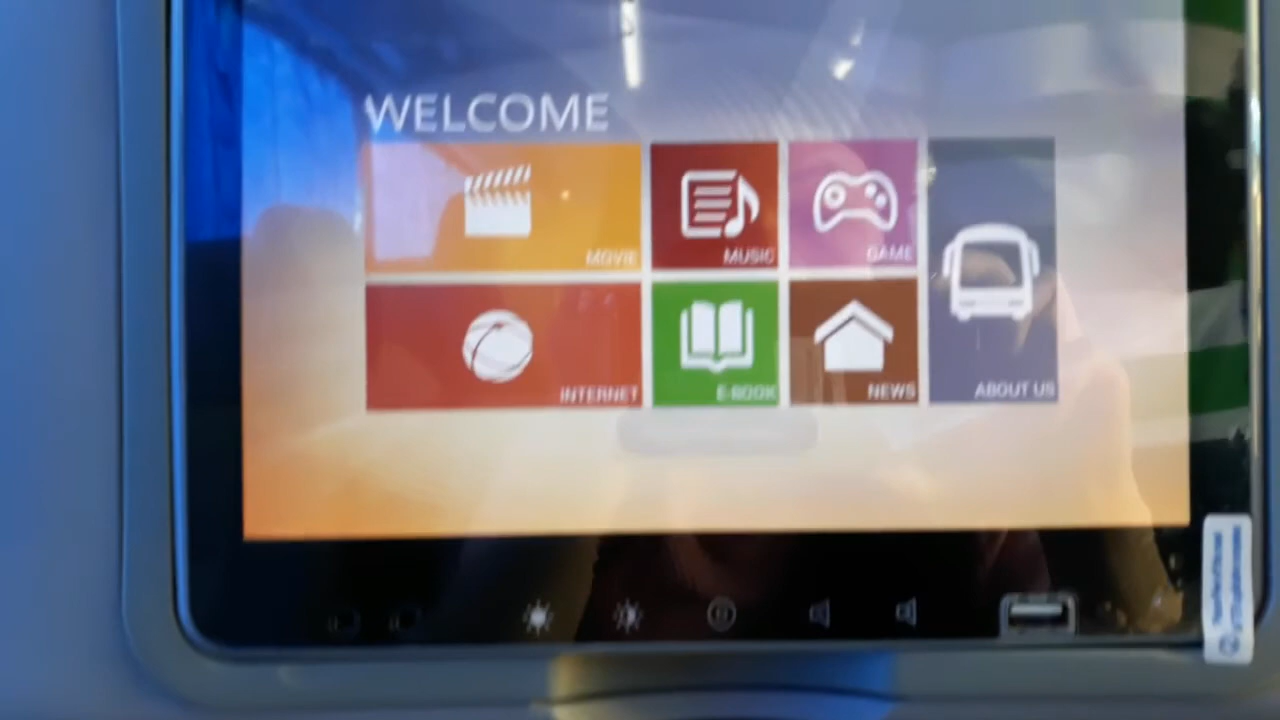 WELCOME
MOVIE
MUSIC
GAME
INTERNET
E-BOOK
NEWS
ABOUT US